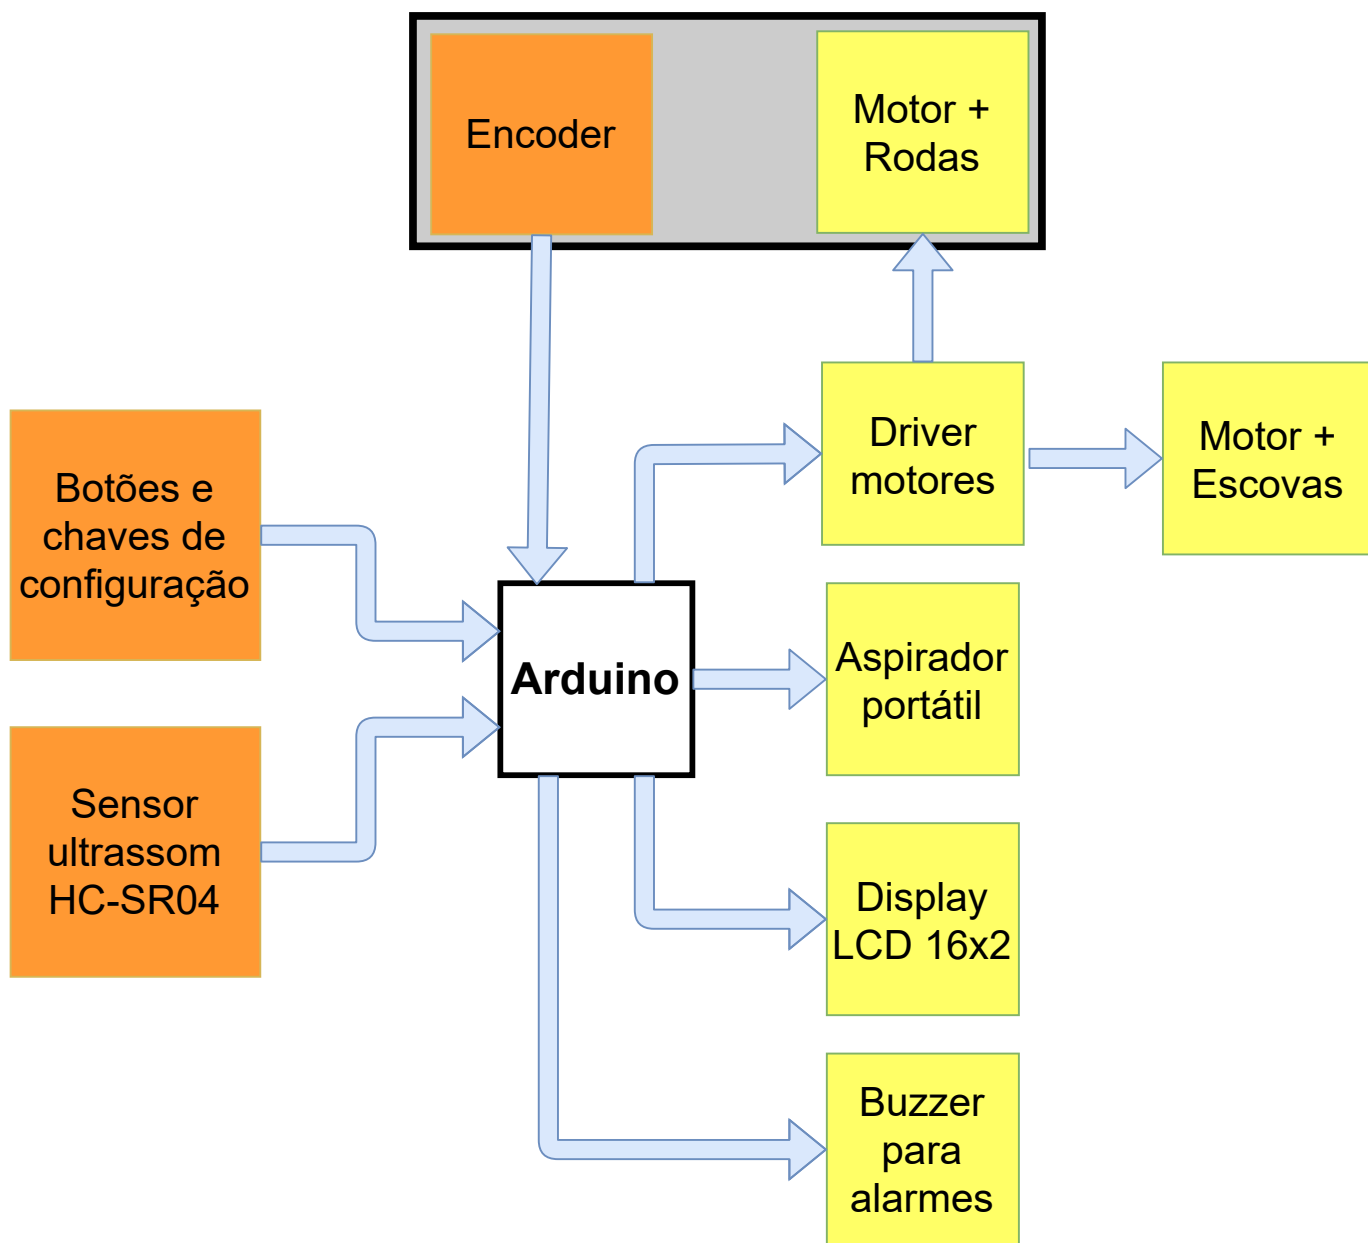 Encoder
Motor +
Rodas
Driver
motores
Motor +
Escovas
Botões e
chaves de
configuração
Arduino
Aspirador
portátil
Sensor
ultrassom
HC-SR04
Display
LCD 16x2
Buzzer
para
alarmes